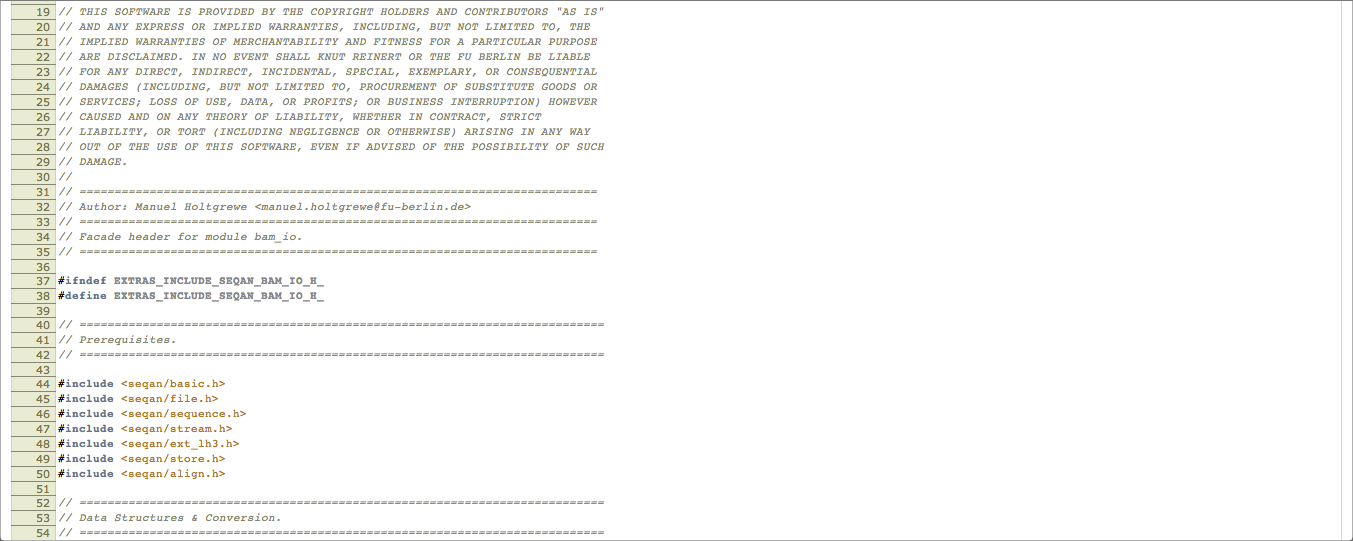 19 // THIS SOFTWARE IS PROVIDED BY THE COPYRIGHT HOLDERS AND CONTRIBUTORS "AS IS"
20 // AND ANY EXPRESS OR IMPLIED WARRANTIES, INCLUDING, BUT NOT LIMITED TO, THE
21 // IMPLIED WARRANTIES OF MERCHANTABILITY AND FITNESS FOR A PARTICULAR PURPOSE
22 // ARE DISCLAIMED. IN NO EVENT SHALL KNUT REINERT OR THE FU BERLIN BE LIABLE
23 // FOR ANY DIRECT, INDIRECT, INCIDENTAL, SPECIAL, EXEMPLARY, OR CONSEQUENTIAL
24 // DAMAGES (INCLUDING, BUT NOT LIMITED TO, PROCUREMENT OF SUBSTITUTE GOODS OR
25 // SERVICES; LOSS OF USE, DATA, OR PROFITS; OR BUSINESS INTERRUPTION) HOWEVER
26 // CAUSED AND ON ANY THEORY OF LIABILITY, WHETHER IN CONTRACT, STRICT
27 // LIABILITY, OR TORT (INCLUDING NEGLIGENCE OR OTHERWISE) ARISING IN ANY WAY
28 // OUT OF THE USE OF THIS SOFTWARE, EVEN IF ADVISED OF THE POSSIBILITY OF SUCH
29 // DAMAGE.
30 //
31 // ==========================================================================
32 // Author: Manuel Holtgrewe <manuel.holtgrewe@fu-berlin.de>
33 // ==========================================================================
34 // Facade header for module bam_io.
35 // ==========================================================================
36
37 #ifndef EXTRAS_INCLUDE_SEQAN_BAM_IO_H_
38 #define EXTRAS_INCLUDE_SEQAN_BAM_IO_H_
39
40 // ===========================================================================
41 // Prerequisites.
42 // ===========================================================================
43
44 #include <seqan/basic.h>
45 #include <seqan/file.h>
46 #include <seqan/sequence.h>
47 #include <seqan/stream.h>
48 #include <seqan/ext_lh3.h>
49 #include <seqan/store.h>
50 #include <seqan/align.h>
51
52 // ===========================================================================
53 // Data Structures & Conversion.
54 // ===========================================================================